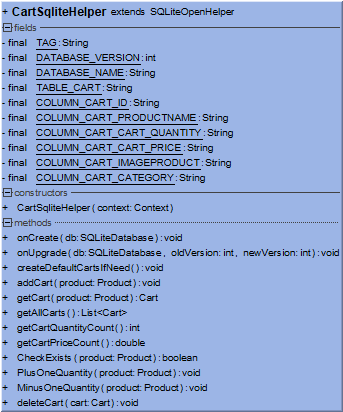 + CartSqliteHelper extends SQLiteOpenHelper
fields
- final TAG:String
- final DATABASE_VERSION:int
- final DATABASE_NAME:String
- final TABLE_CART:String
- final COLUMN_CART_ID:String
- final COLUMN_CART_PRODUCTNAME:String
- final COLUMN_CART_CART_QUANTITY:String
- final COLUMN_CART_CART_PRICE:String
- final COLUMN_CART_IMAGEPRODUCT:String
- final COLUMN_CART_CATEGORY:String
constructors
+ CartSqliteHelper(context:Context)
methods
+ onCreate(db:SQLiteDatabase):void
+ onUpgrade(db:SQLiteDatabase, oldVersion:int, newVersion:int):void
+ createDefaultCartsIfNeed():void
+ addCart(product:Product):void
+ getCart(product:Product):Cart
+ getAllCarts():List<Cart>
+ getCartQuantityCount():int
+ getCartPriceCount():double
+ CheckExists(product:Product):boolean
+ PlusOneQuantity(product:Product):void
+ MinusOneQuantity(product:Product):void
+ deleteCart(cart:Cart):void